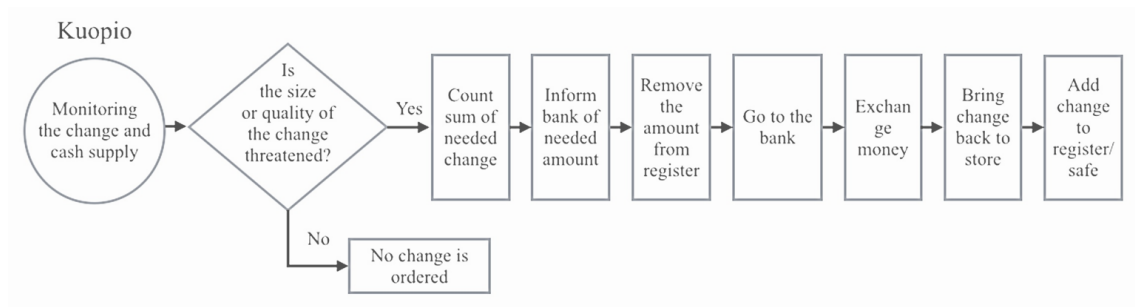 Kuopio
Monitoring
the change and
cash supply
Is
the size
or quality of
the change
threatened?
Yes
Count
sum of
needed
change
Inform
bank of
needed
amount
Remove
the
amount
from
register
Go to the
bank
Exchan
ge
money
Bring
change
back to
store
Add
change
to
register/
safe
No
No change is
ordered